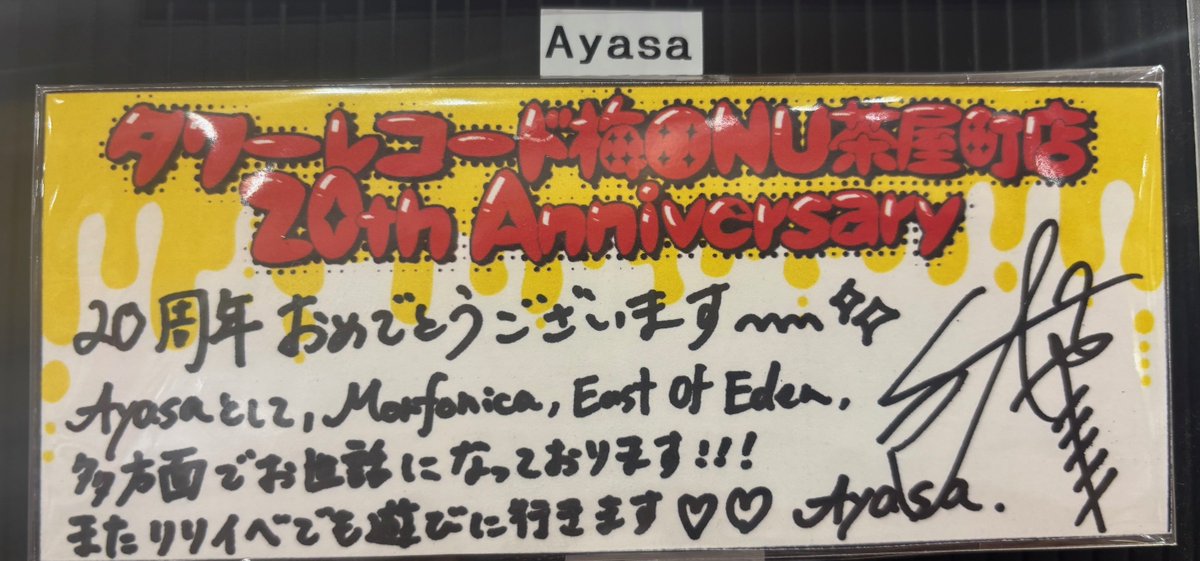 Ayasa
タワーレコード梅田NU茶屋町店
20th Anniversary
20周年おめでとうございます
Ayasaとして, Morfonica, East Of Eden,
多方面でお世話になっております!!!
またリリイベでも遊びに行きます♡♡ Ayasa.